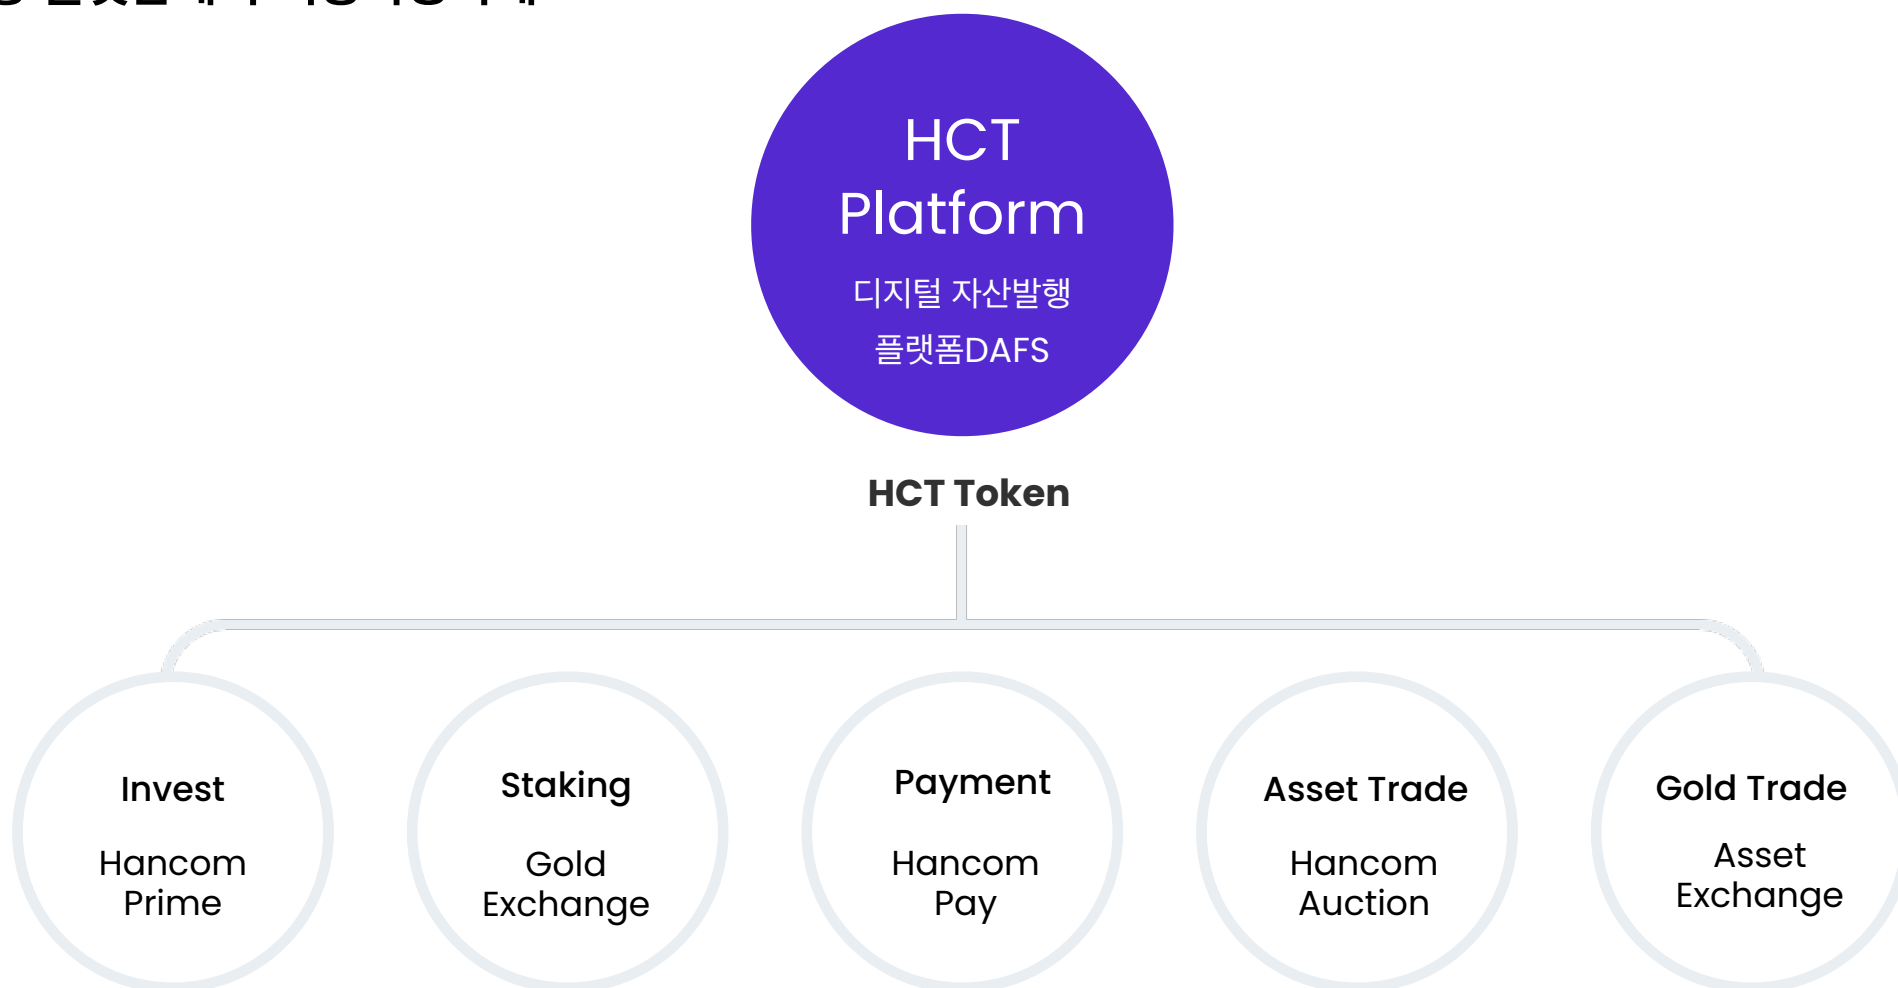 HCT
Platform
디지털 자산발행
플랫폼DAFS
HCT Token
Invest
Hancom
Prime
Staking
Gold
Exchange
Payment
Hancom
Pay
Asset Trade
Hancom
Auction
Gold Trade
Asset
Exchange